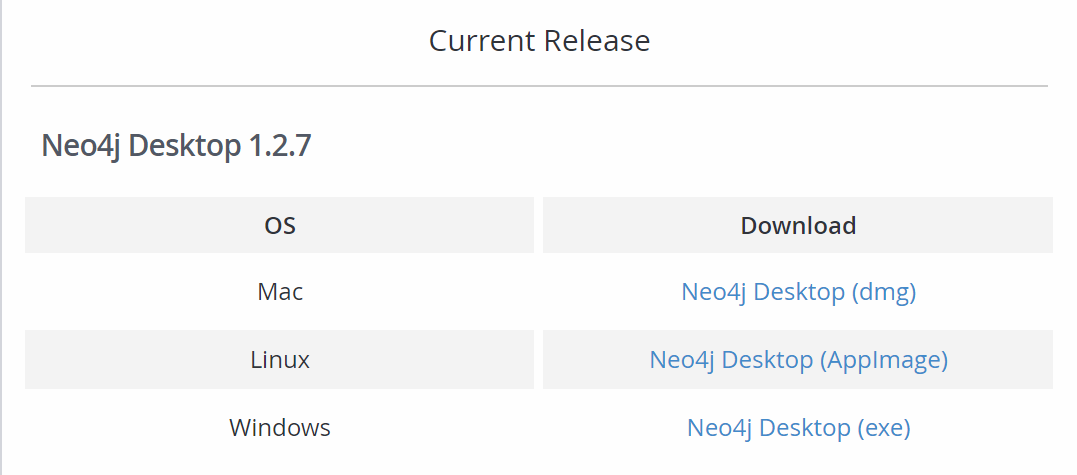 Current Release
Neo4j Desktop 1.2.7
OS Download
Mac Neo4j Desktop (dmg)
Linux Neo4j Desktop (AppImage)
Windows Neo4j Desktop (exe)